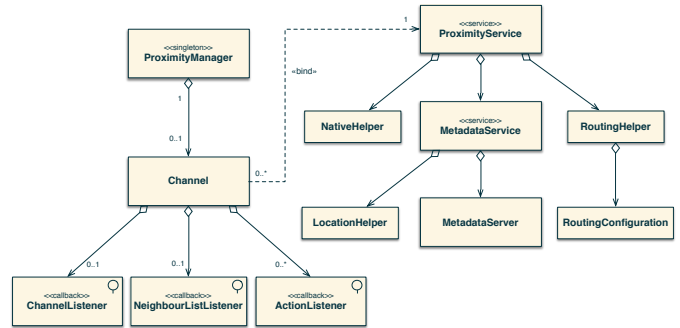 <<singleton>>
ProximityManager
1
0..1
Channel
0..*
«bind»
1
<<service>>
ProximityService
NativeHelper
<<service>>
MetadataService
RoutingHelper
LocationHelper
MetadataServer
RoutingConfiguration
0..1
0..1
0..*
<<callback>>
ChannelListener
<<callback>>
NeighbourListListener
<<callback>>
ActionListener